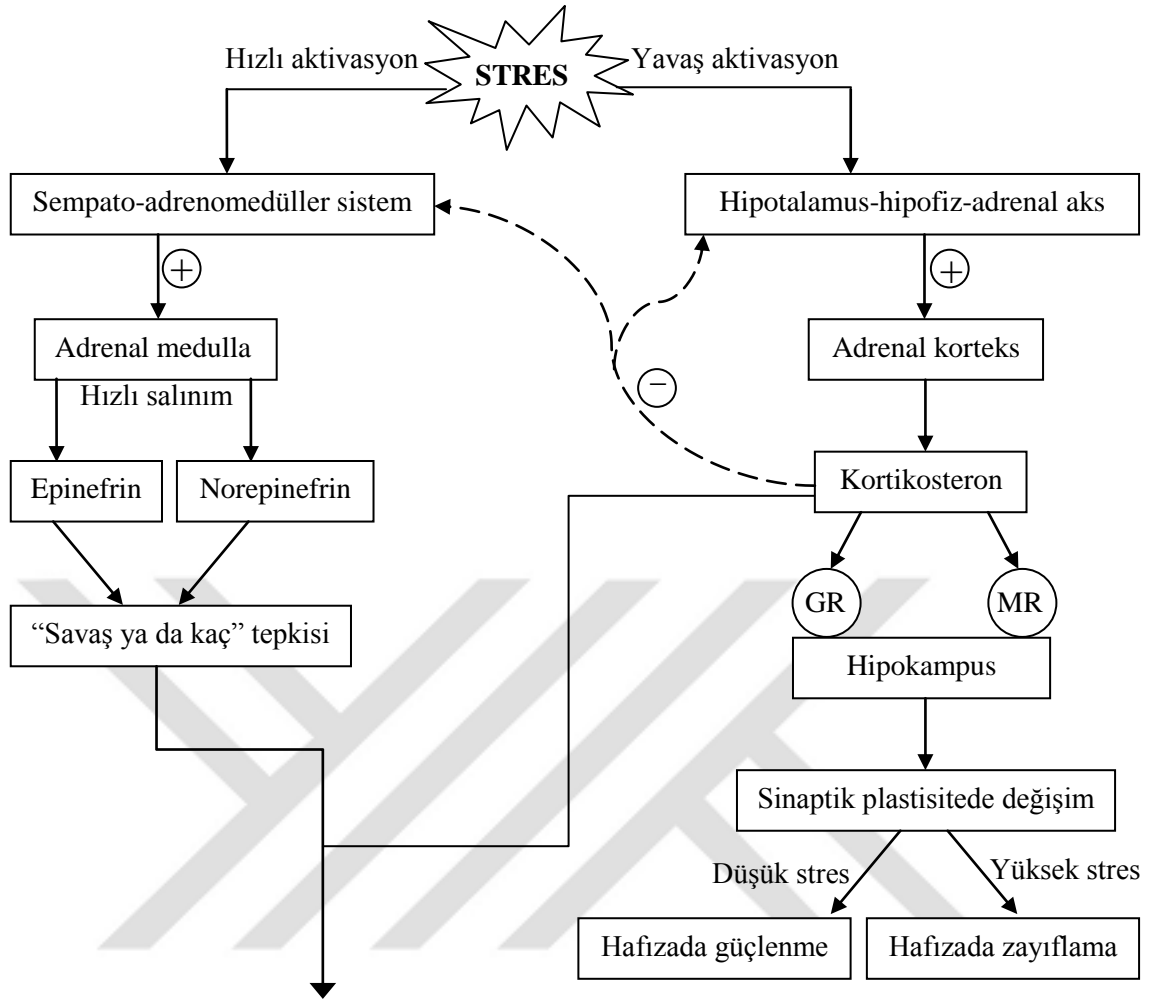 Hızlı aktivasyon
STRES
Yavaş aktivasyon
Sempato-adrenomedüller sistem
Hipotalamus-hipofiz-adrenal aks
+
+
Adrenal medulla
Adrenal korteks
Hızlı salınım
−
Epinefrin
Norepinefrin
Kortikosteron
GR
MR
“Savaş ya da kaç” tepkisi
Hipokampus
Sinaptik plastisitede değişim
Düşük stres
Yüksek stres
Hafızada güçlenme
Hafızada zayıflama